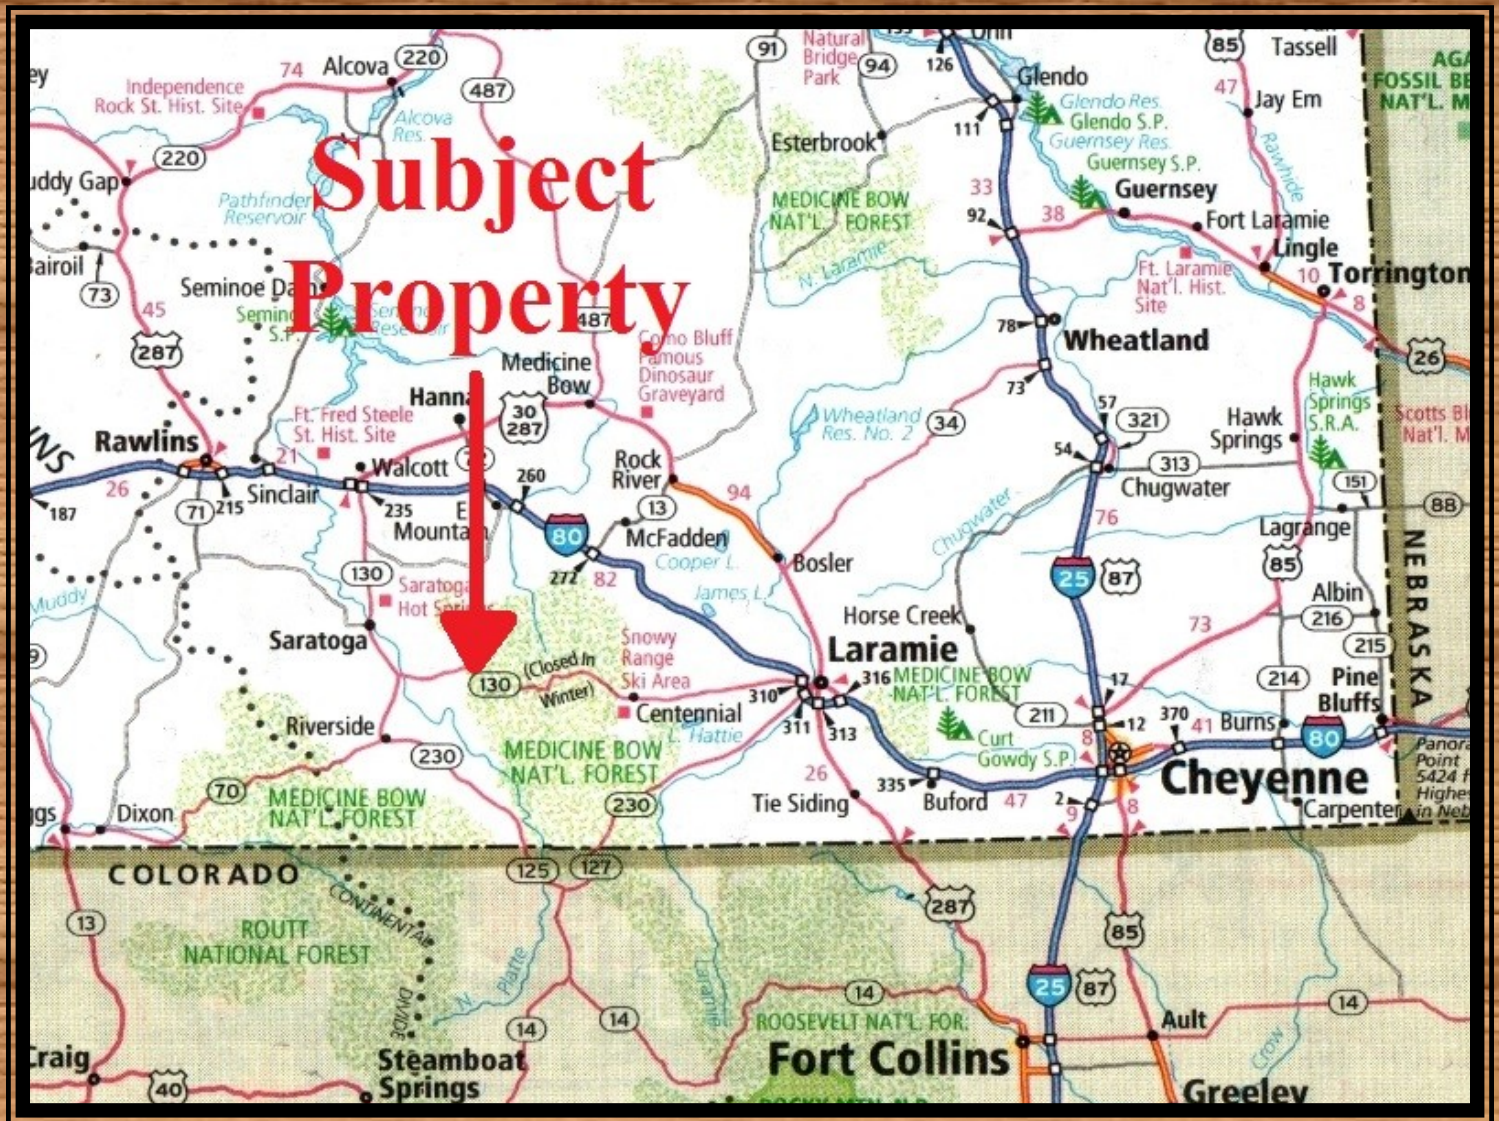 Subject
Property
ey
Independence
Rock St. Hist. Site
74
Alcova
220
487
Alcova
Res.
220
uddy Gap
Pathfinder
Reservoir
Bairoil
73
45
287
Seminoe Dam
487
Como Bluff
Famous
Dinosaur
Graveyard
Medicine
Bow
30
287
Ft. Fred Steele
St. Hist. Site
Rawlins
21
Walcott
26
Sinclair
187
71
215
235
260
Rock
River
13
McFadden
Cooper L.
94
Bosler
80
272
82
James L.
130
Saratoga
Saratoga
Muddy
130
(Closed In
Winter)
Snowy
Range
Ski Area
Centennial
L. Hattie
Riverside
230
MEDICINE BOW
NAT'L. FOREST
70
MEDICINE BOW
NAT'L. FOREST
230
Dixon
COLORADO
125
127
13
ROUTT
NATIONAL FOREST
CONTINENTAL
DIVIDE
N. Platte
Laramie
14
14
Craig
40
Steamboat
Springs
91
Natural
Bridge
Park
94
126
Orin
Glendo
Glendo Res.
Glendo S.P.
111
Esterbrook
Guernsey Res.
Guernsey S.P.
MEDICINE BOW
NAT'L. FOREST
33
92
38
Guernsey
Fort Laramie
Lingle
N. Laramie
Ft. Laramie
Nat'l. Hist.
Site
10
Torrington
8
85
Tassell
47
Jay Em
Rawhide
78
Wheatland
73
26
Wheatland
Res. No. 2
34
57
321
54
313
Chugwater
Chugwater
76
Hawk
Springs
Hawk
Springs
S.R.A.
151
88
Lagrange
25
87
85
Albin
216
215
73
Horse Creek
Laramie
316
MEDICINE BOW
NAT'L. FOREST
310
311
313
17
211
12
370
41
Burns
214
Pine
Bluffs
80
NEBRASKA
Curt
Gowdy S.P.
8
Cheyenne
335
Buford
47
2
9
8
Carpenter
26
Tie Siding
287
85
25
87
14
ROOSEVELT NAT'L. FOR.
Fort Collins
Ault
14
Crow
Greeley